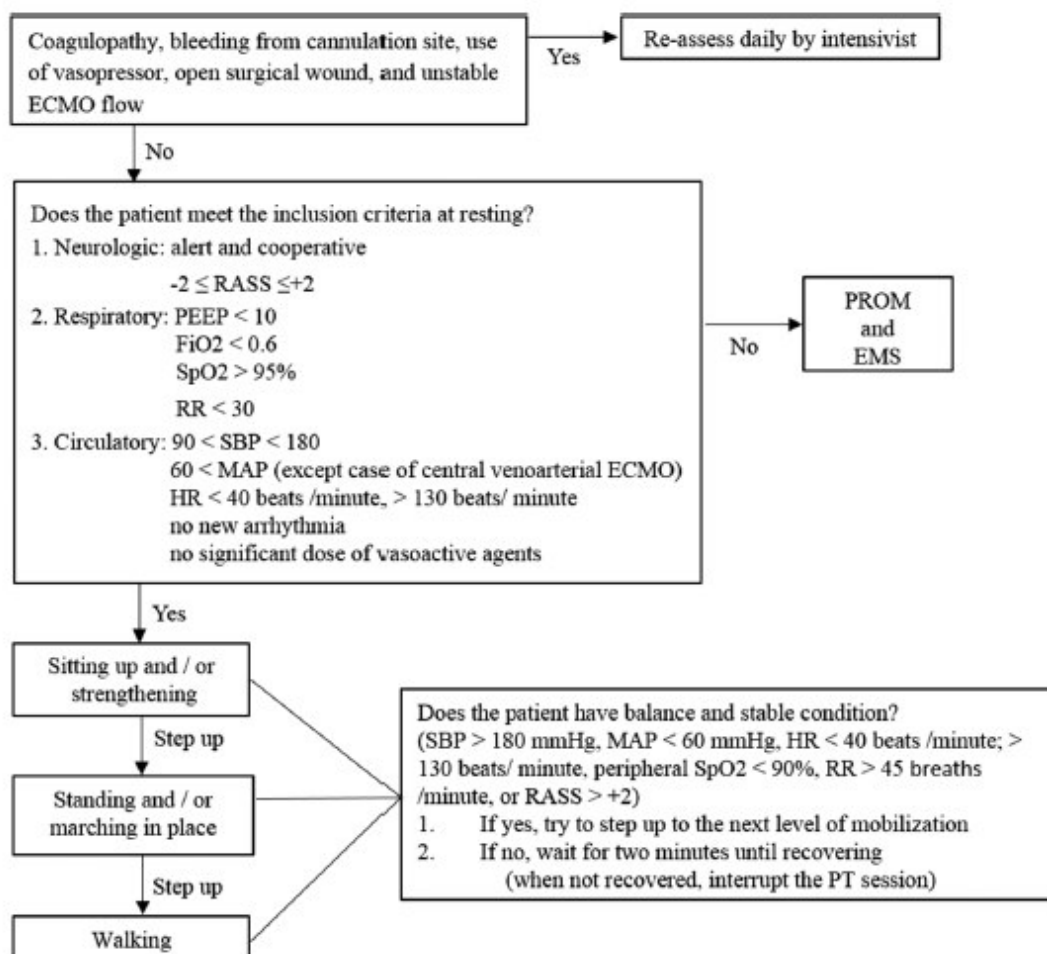 Coagulopathy, bleeding from cannulation site, use
of vasopressor, open surgical wound, and unstable
ECMO flow
Yes
Re-assess daily by intensivist
No
Does the patient meet the inclusion criteria at resting?
1. Neurologic: alert and cooperative
-2 ≤ RASS ≤+2
2. Respiratory: PEEP < 10
FiO2 < 0.6
SpO2 > 95%
RR < 30
3. Circulatory: 90 < SBP < 180
60 < MAP (except case of central venoarterial ECMO)
HR < 40 beats /minute, > 130 beats/ minute
no new arrhythmia
no significant dose of vasoactive agents
No
PROM
and
EMS
Yes
Sitting up and / or
strengthening
Step up
Standing and / or
marching in place
Step up
Walking
Does the patient have balance and stable condition?
(SBP > 180 mmHg, MAP < 60 mmHg, HR < 40 beats /minute; >
130 beats/ minute, peripheral SpO2 < 90%, RR > 45 breaths
/minute, or RASS > +2)
1. If yes, try to step up to the next level of mobilization
2. If no, wait for two minutes until recovering
(when not recovered, interrupt the PT session)